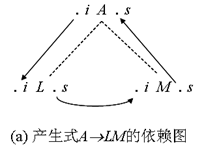 . i A . s
. i L . s . i M . s
(a) 产生式A→LM的依赖图